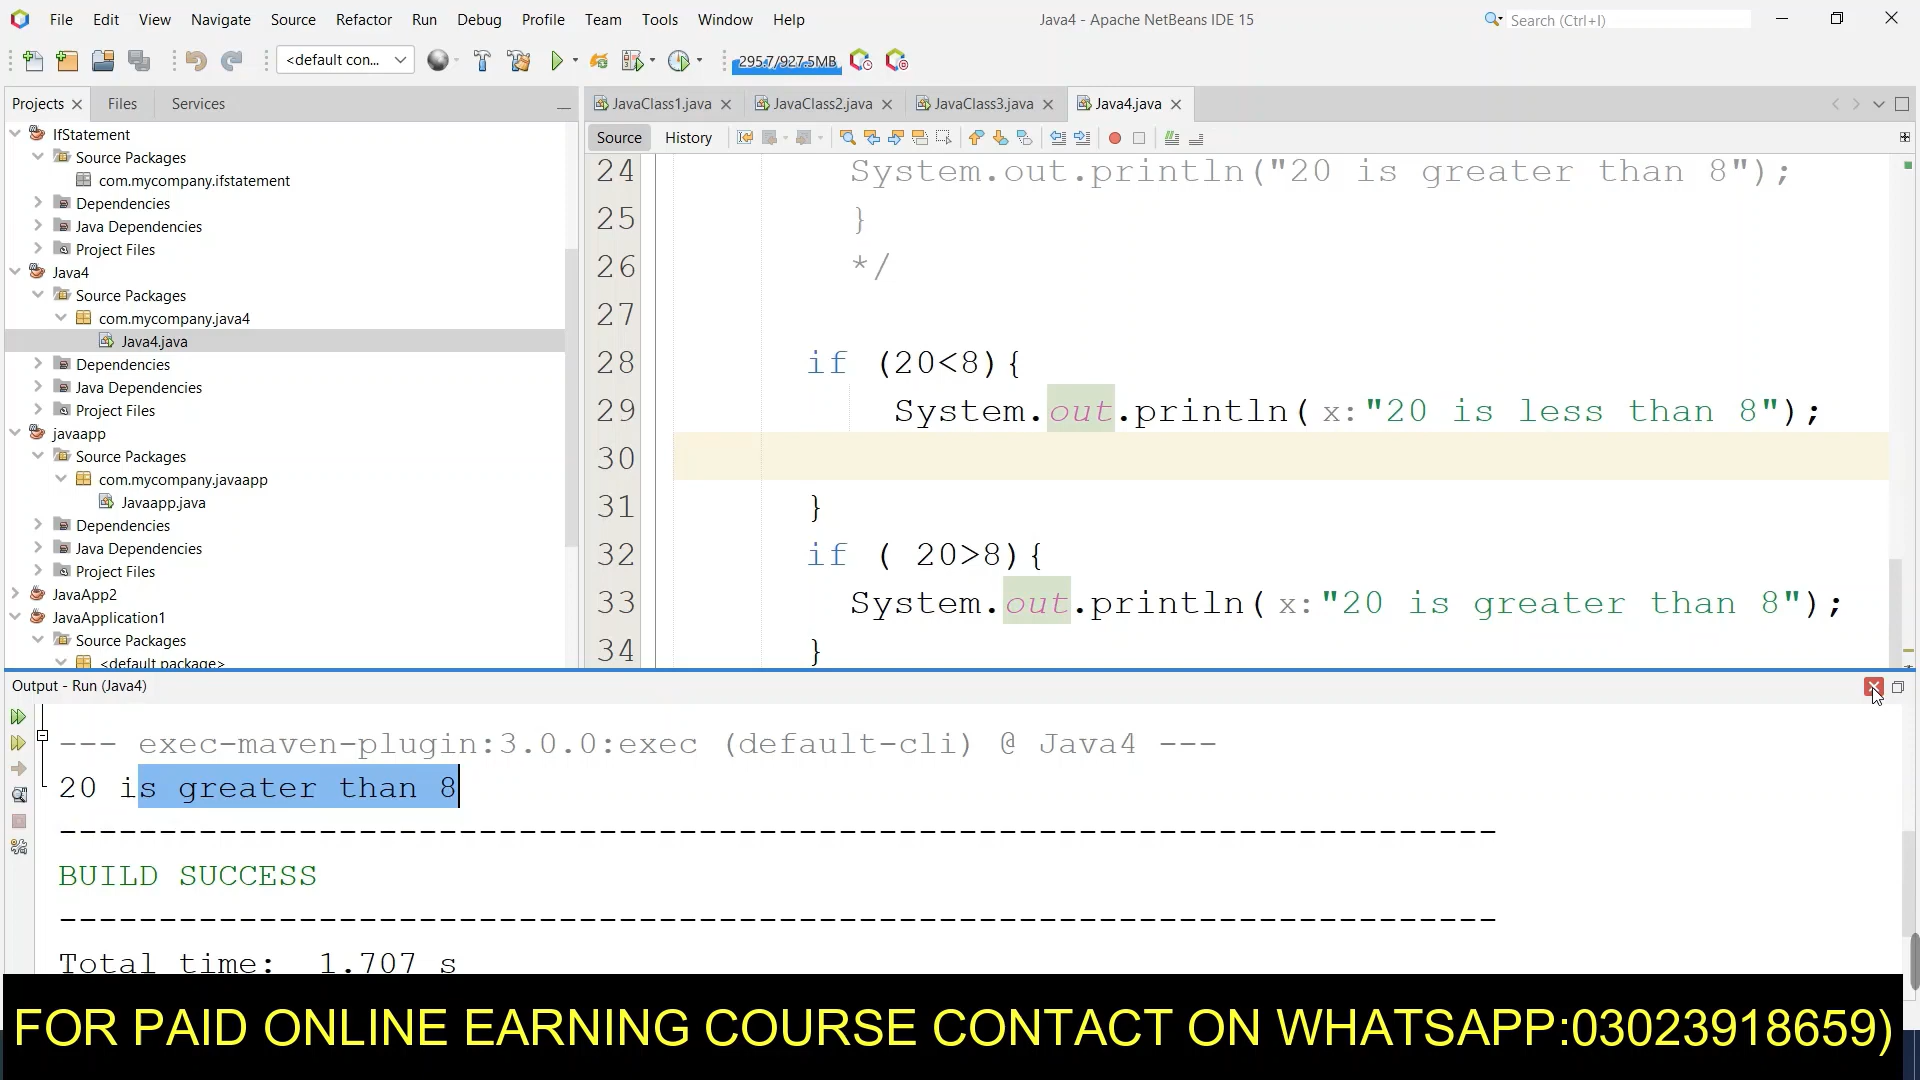 File Edit View Navigate Source Refactor Run Debug Profile Team Tools Window Help
Java4 - Apache NetBeans IDE 15
Search (Ctrl+I)
<default con...
295.7/927.5MB
Projects
Files
Services
IfStatement
Source Packages
com.mycompany.ifstatement
Dependencies
Java Dependencies
Project Files
Java4
Source Packages
com.mycompany.java4
Java4.java
Dependencies
Java Dependencies
Project Files
javaapp
Source Packages
com.mycompany.javaapp
Javaapp.java
Dependencies
Java Dependencies
Project Files
JavaApp2
JavaApplication1
Source Packages
<default package>
JavaClass1.java
JavaClass2.java
JavaClass3.java
Java4.java
Source
History
24 System.out.println("20 is greater than 8");
25 }
26 */
27
28 if (20<8){
29 System.out.println( x: "20 is less than 8");
30
31 }
32 if ( 20>8){
33 System.out.println( x: "20 is greater than 8");
34 }
Output - Run (Java4)
--- exec-maven-plugin:3.0.0:exec (default-cli) @ Java4 ---
20 is greater than 8
------------------------------------------------------------------------
BUILD SUCCESS
------------------------------------------------------------------------
Total time:  1.707 s
FOR PAID ONLINE EARNING COURSE CONTACT ON WHATSAPP:03023918659)